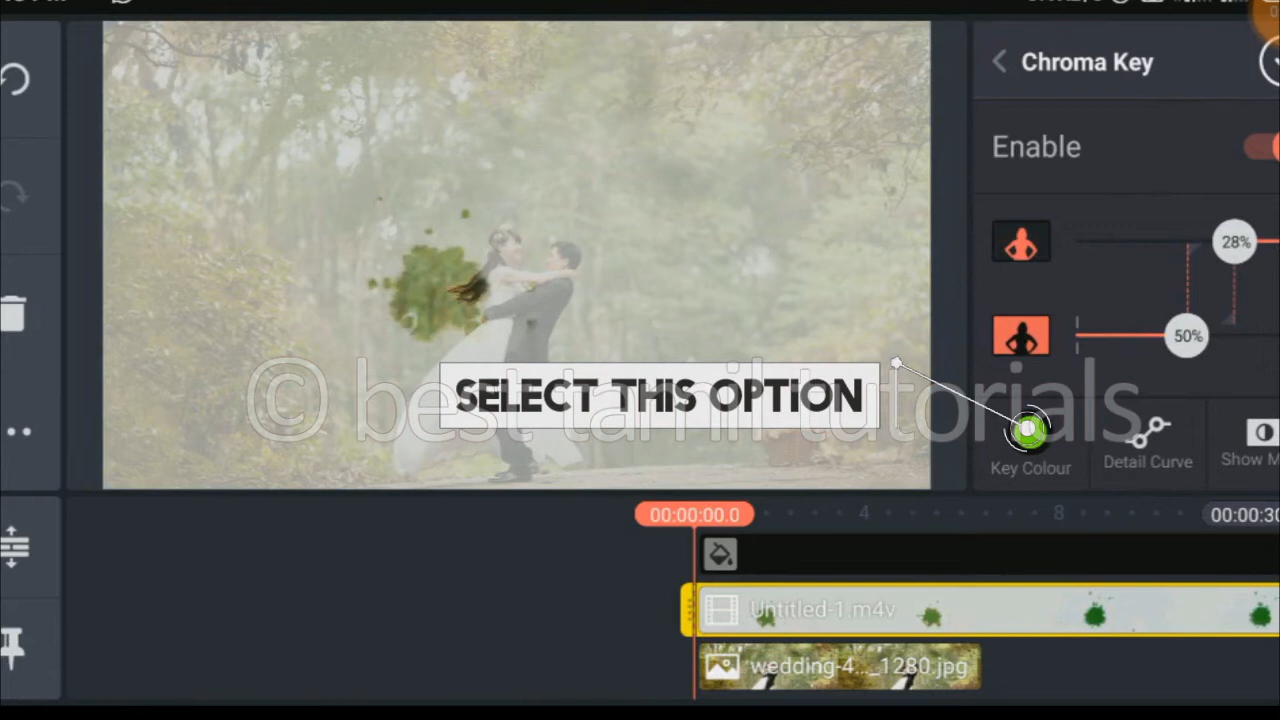 Chroma Key
Enable
28%
50%
SELECT THIS OPTION
© best tamil tutorials
Key Colour
Detail Curve
Show M
00:00:00.0
4
8
00:00:30
Untitled-1.m4v
wedding-4..._1280.jpg